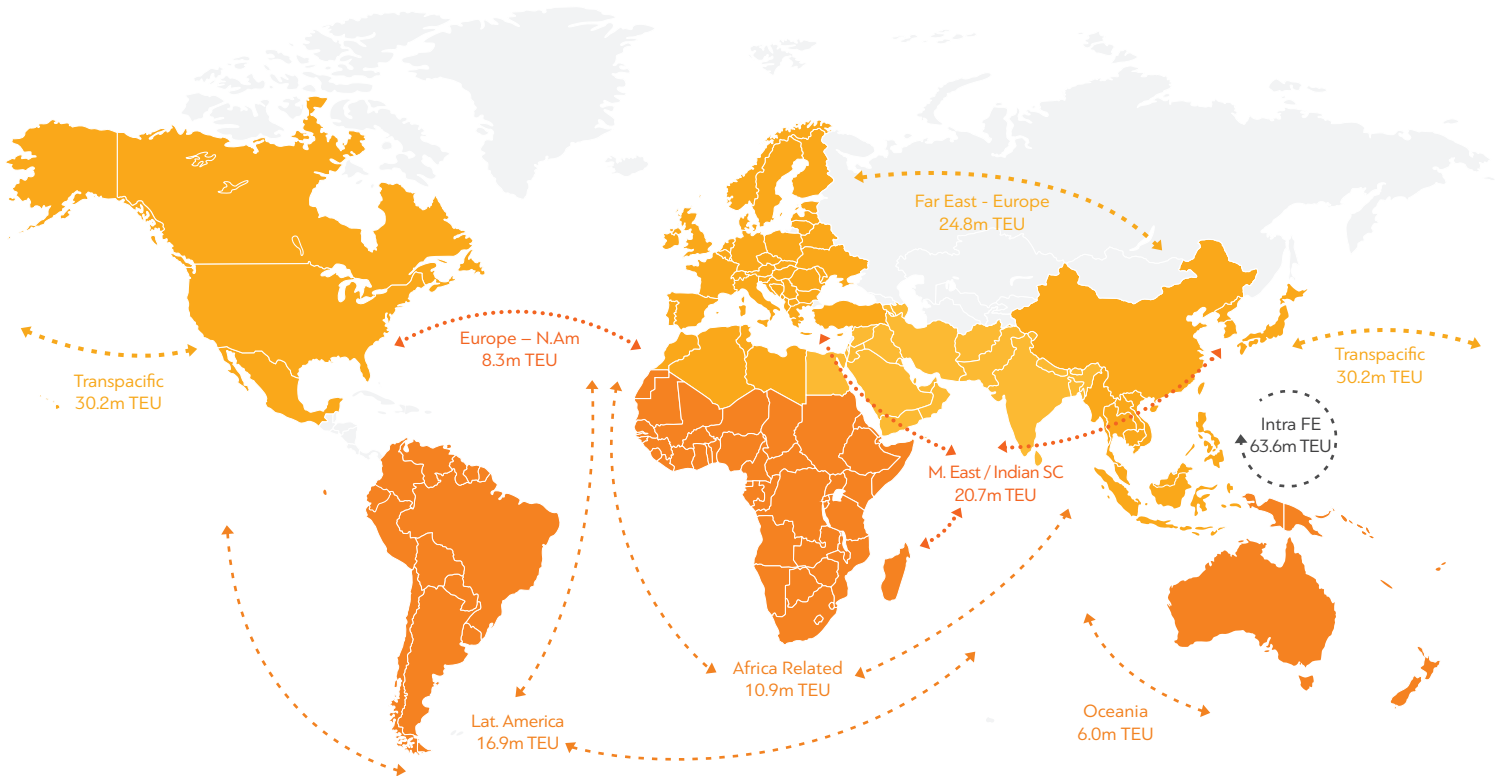 Far East - Europe
24.8m TEU
Europe – N.Am
8.3m TEU
Transpacific
30.2m TEU
Transpacific
30.2m TEU
Intra FE
63.6m TEU
M. East / Indian SC
20.7m TEU
Africa Related
10.9m TEU
Lat. America
16.9m TEU
Oceania
6.0m TEU